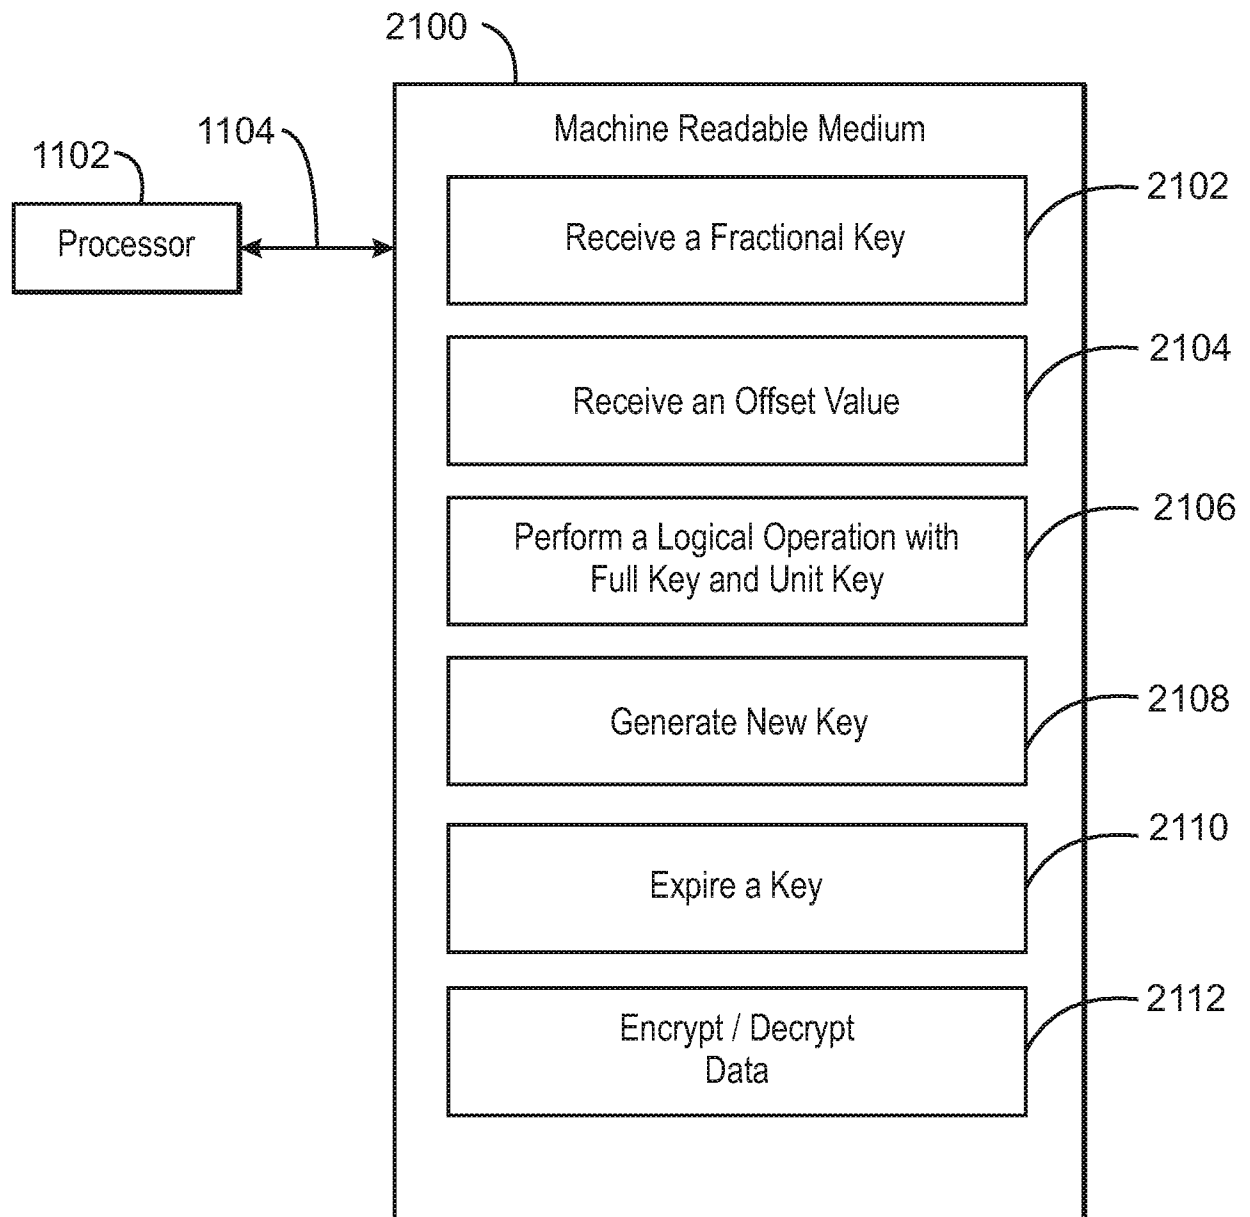 2100
1104
Machine Readable Medium
1102
2102
Processor
Receive a Fractional Key
2104
Receive an Offset Value
2106
Perform a Logical Operation with
Full Key and Unit Key
2108
Generate New Key
2110
Expire a Key
2112
Encrypt / Decrypt
Data